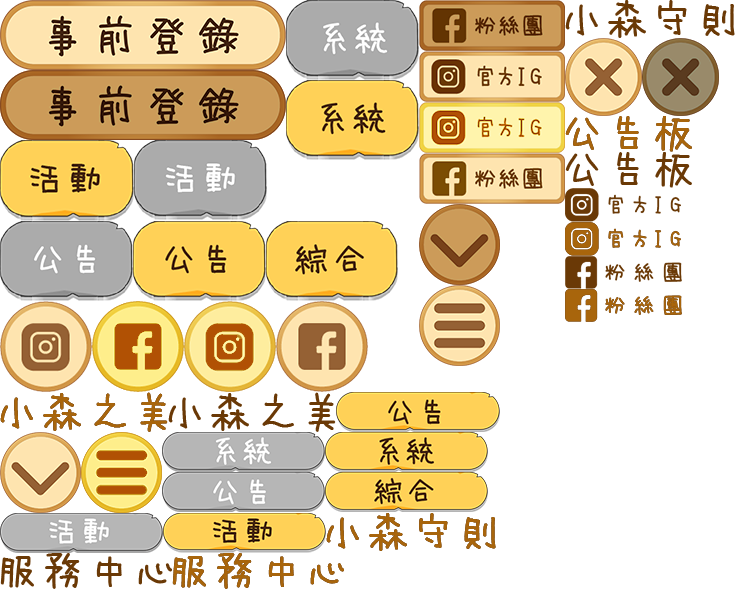 事前登錄
系統
粉絲團
小森守則
官方IG
事前登錄
系統
官方IG
公告板
活動
活動
粉絲團
公告板
官方IG
公告
公告
綜合
官方IG
粉絲團
粉絲團
小森之美
小森之美
公告
系統
系統
公告
綜合
活動
活動
小森守則
服務中心
服務中心